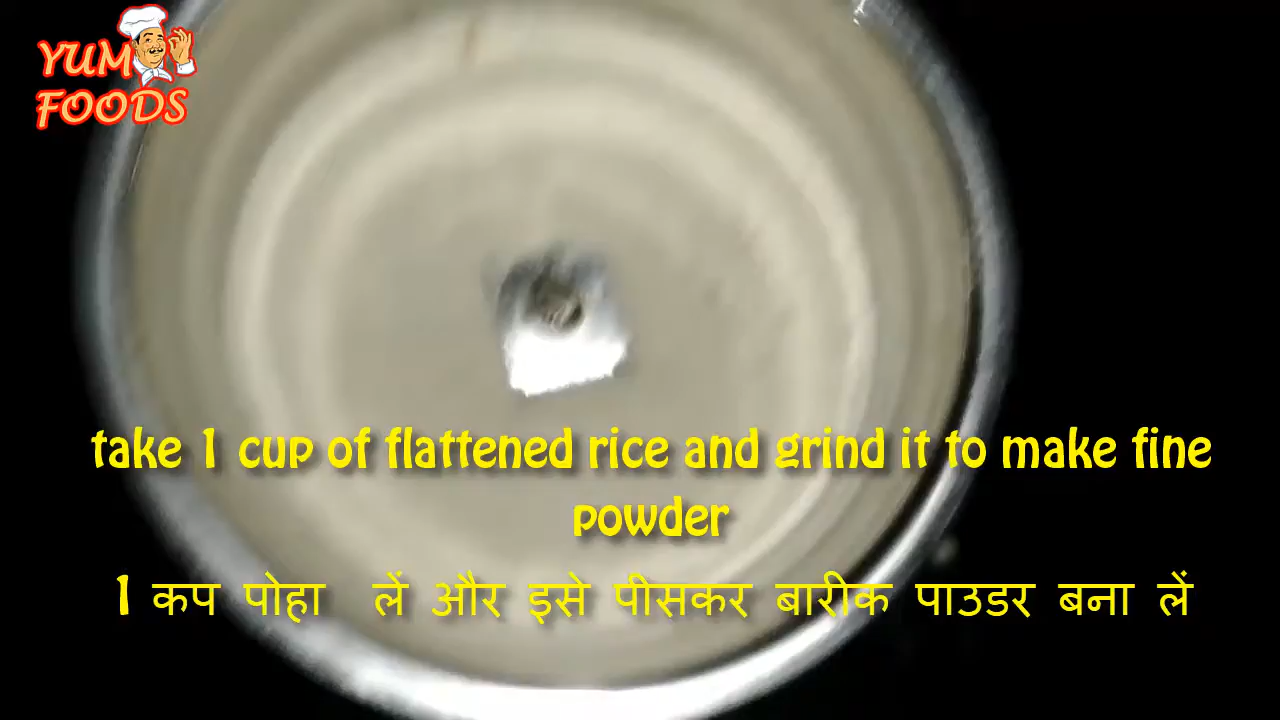 YUM
FOODS
take 1 cup of flattened rice and grind it to make fine
powder
1 कप पोहा लें और इसे पीसकर बारीक पाउडर बना लें